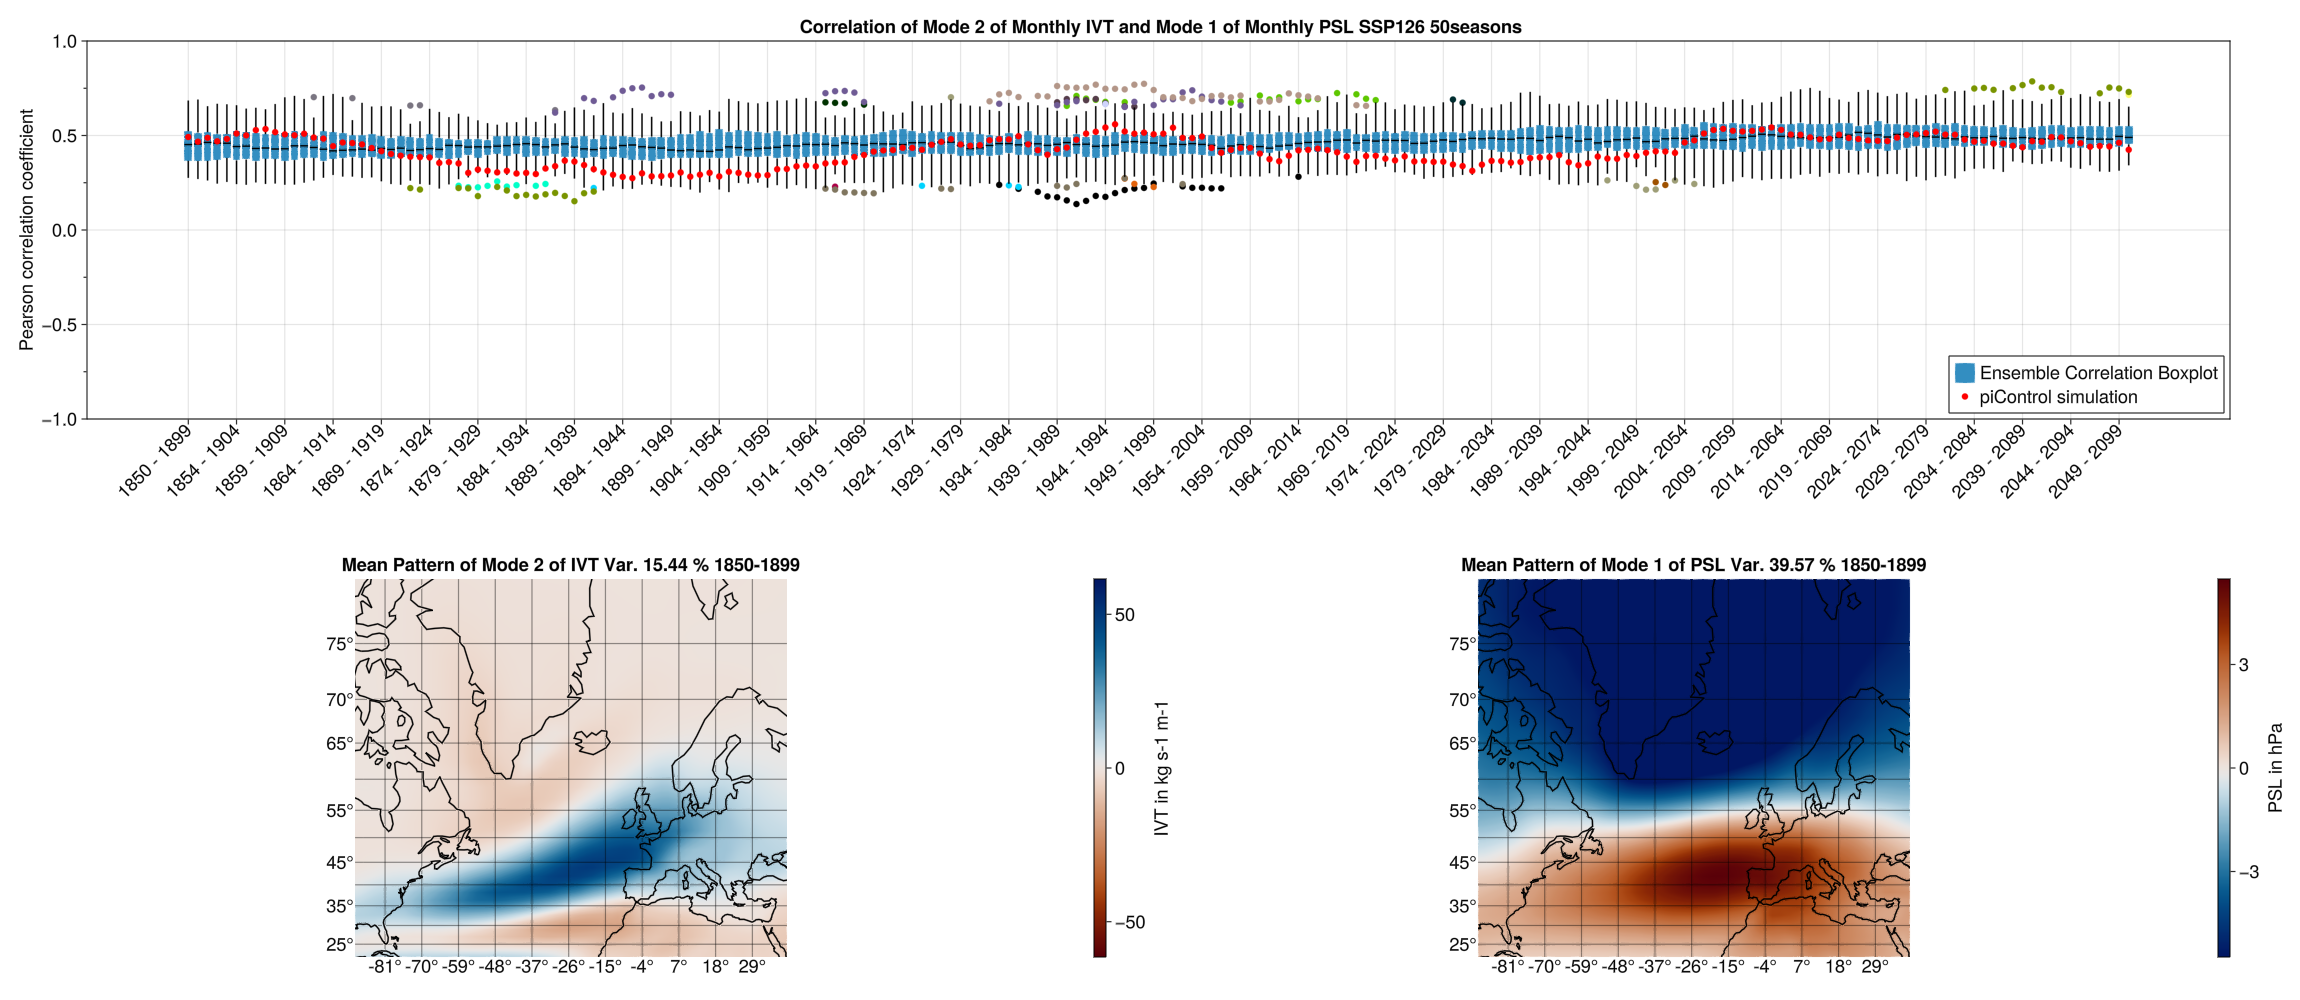 Correlation of Mode 2 of Monthly IVT and Mode 1 of Monthly PSL SSP126 50seasons
Pearson correlation coefficient
1.0
0.5
0.0
−0.5
−1.0
Ensemble Correlation Boxplot
piControl simulation
1850 - 1899
1854 - 1904
1859 - 1909
1864 - 1914
1869 - 1919
1874 - 1924
1879 - 1929
1884 - 1934
1889 - 1939
1894 - 1944
1899 - 1949
1904 - 1954
1909 - 1959
1914 - 1964
1919 - 1969
1924 - 1974
1929 - 1979
1934 - 1984
1939 - 1989
1944 - 1994
1949 - 1999
1954 - 2004
1959 - 2009
1964 - 2014
1969 - 2019
1974 - 2024
1979 - 2029
1984 - 2034
1989 - 2039
1994 - 2044
1999 - 2049
2004 - 2054
2009 - 2059
2014 - 2064
2019 - 2069
2024 - 2074
2029 - 2079
2034 - 2084
2039 - 2089
2044 - 2094
2049 - 2099
Mean Pattern of Mode 2 of IVT Var. 15.44 % 1850-1899
75°
70°
65°
55°
45°
35°
25°
-81° -70° -59° -48° -37° -26° -15° -4° 7° 18° 29°
50
0
−50
IVT in kg s-1 m-1
Mean Pattern of Mode 1 of PSL Var. 39.57 % 1850-1899
75°
70°
65°
55°
45°
35°
25°
-81° -70° -59° -48° -37° -26° -15° -4° 7° 18° 29°
3
0
−3
PSL in hPa